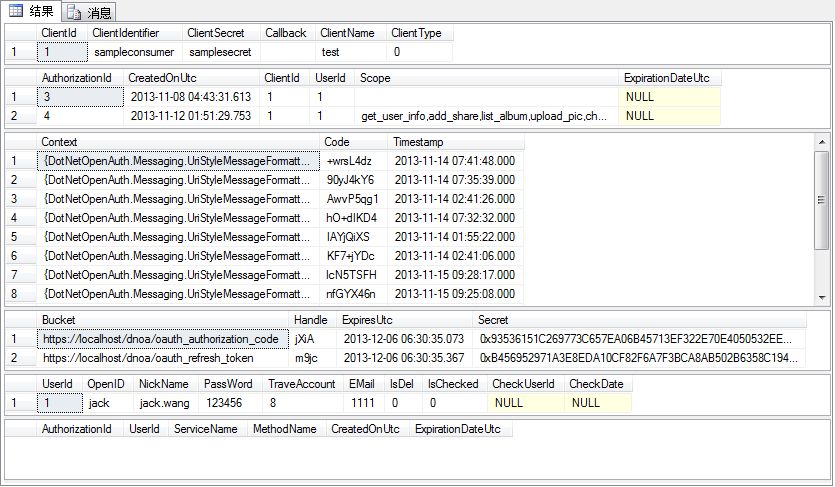 结果 消息
ClientId ClientIdentifier ClientSecret Callback ClientName ClientType
1 1 sampleconsumer samplesecret test 0
AuthorizationId CreatedOnUtc ClientId UserId Scope ExpirationDateUtc
1 3 2013-11-08 04:43:31.613 1 1 NULL
2 4 2013-11-12 01:51:29.753 1 1 get_user_info,add_share,list_album,upload_pic,ch... NULL
Context Code Timestamp
1 {DotNetOpenAuth.Messaging.UriStyleMessageFormatt... +wrsL4dz 2013-11-14 07:41:48.000
2 {DotNetOpenAuth.Messaging.UriStyleMessageFormatt... 90yJ4kY6 2013-11-14 07:35:39.000
3 {DotNetOpenAuth.Messaging.UriStyleMessageFormatt... AwvP5qg1 2013-11-14 02:41:26.000
4 {DotNetOpenAuth.Messaging.UriStyleMessageFormatt... hO+dIKD4 2013-11-14 07:32:32.000
5 {DotNetOpenAuth.Messaging.UriStyleMessageFormatt... IAYjQiXS 2013-11-14 01:55:22.000
6 {DotNetOpenAuth.Messaging.UriStyleMessageFormatt... KF7+jYDc 2013-11-14 02:41:06.000
7 {DotNetOpenAuth.Messaging.UriStyleMessageFormatt... lcN5TSFH 2013-11-15 09:28:17.000
8 {DotNetOpenAuth.Messaging.UriStyleMessageFormatt... nfGYX46n 2013-11-15 09:25:08.000
Bucket Handle ExpiresUtc Secret
1 https://localhost/dnoa/oauth_authorization_code jXiA 2013-12-06 06:30:35.073 0x93536151C269773C657EA06B45713EF322E70E4050532EE...
2 https://localhost/dnoa/oauth_refresh_token m9jc 2013-12-06 06:30:35.367 0xB456952971A3E8EDA10CF82F6A7F3BCA8AB502B6358C194...
UserId OpenID NickName PassWord TraveAccount EMail IsDel IsChecked CheckUserId CheckDate
1 1 jack jack.wang 123456 8 1111 0 0 NULL NULL
AuthorizationId UserId ServiceName MethodName CreatedOnUtc ExpirationDateUtc